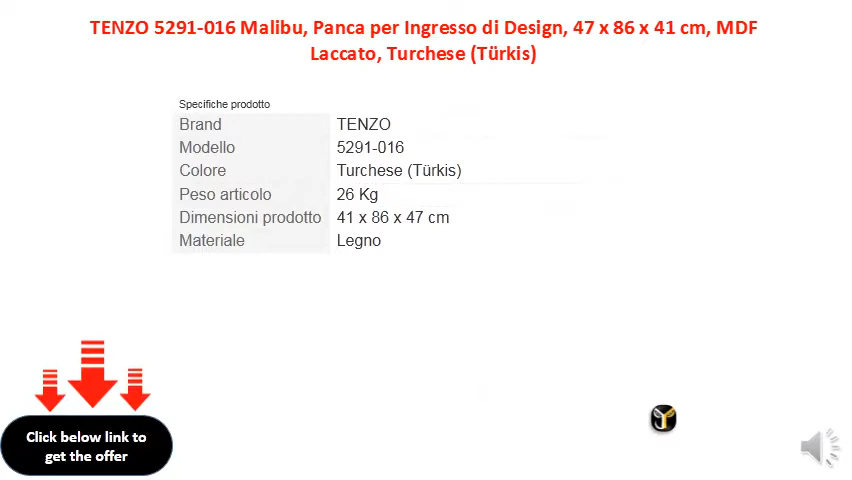 TENZO 5291-016 Malibu, Panca per Ingresso di Design, 47 x 86 x 41 cm, MDF
Laccato, Turchese (Türkis)
Specifiche prodotto
Brand TENZO
Modello 5291-016
Colore Turchese (Türkis)
Peso articolo 26 Kg
Dimensioni prodotto 41 x 86 x 47 cm
Materiale Legno
Click below link to
get the offer